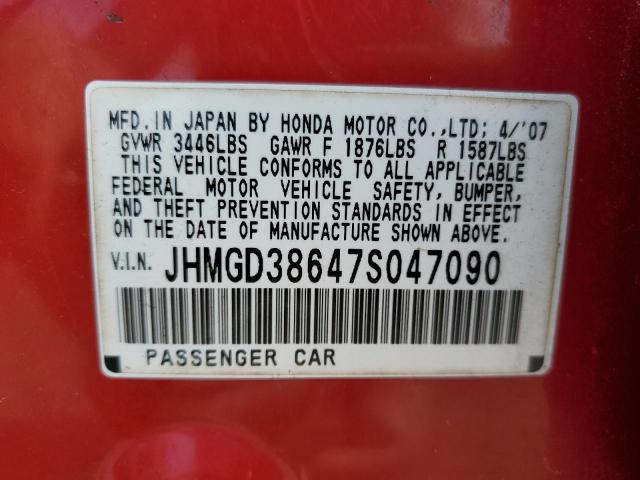 MFD.IN JAPAN BY HONDA MOTOR CO.,LTD; 4/'07
GVWR 3446LBS GAWR F 1876LBS R 1587LBS
THIS VEHICLE CONFORMS TO ALL APPLICABLE
FEDERAL MOTOR VEHICLE SAFETY, BUMPER,
AND THEFT PREVENTION STANDARDS IN EFFECT
ON THE DATE OF MANUFACTURE SHOWN ABOVE.
V.I.N. JHMGD38647S047090
PASSENGER CAR